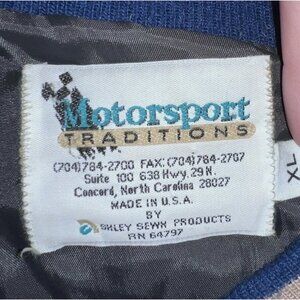 Motorsport
TRADITIONS
(704)784-2700 FAX:(704)784-2707
Suite 100 638 Hwy. 29 N.
Concord, North Carolina 28027
MADE IN U.S.A.
BY
ASHLEY SEWN PRODUCTS
RN 64797
XL